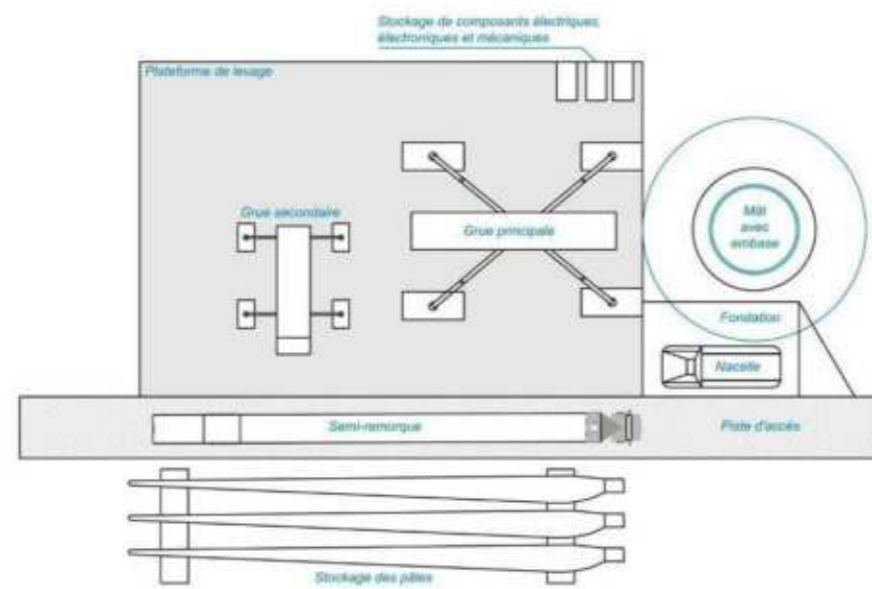 Stockage de composants électriques,
électroniques et mécaniques
Plateforme de levage
Grue secondaire
Grue principale
Mât
avec
embase
Fondation
Nacelle
Semi-remorque
Piste d'accès
Stockage des pâles